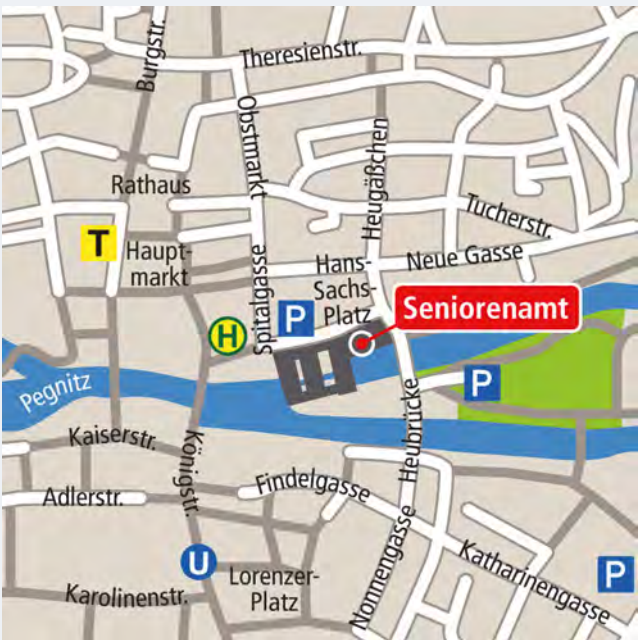 Burgstr.
Theresienstr.
Obstmarkt
Heugäßchen
Rathaus
Tucherstr.
T
Haupt-
markt
Spitalgasse
Hans-
Sachs-
Platz
Neue Gasse
H
P
Seniorenamt
Pegnitz
P
Heubrücke
Kaiserstr.
Königstr.
Adlerstr.
Findelgasse
Nonnengasse
Katharinengasse
U
Lorenzer-
Platz
P
Karolinenstr.